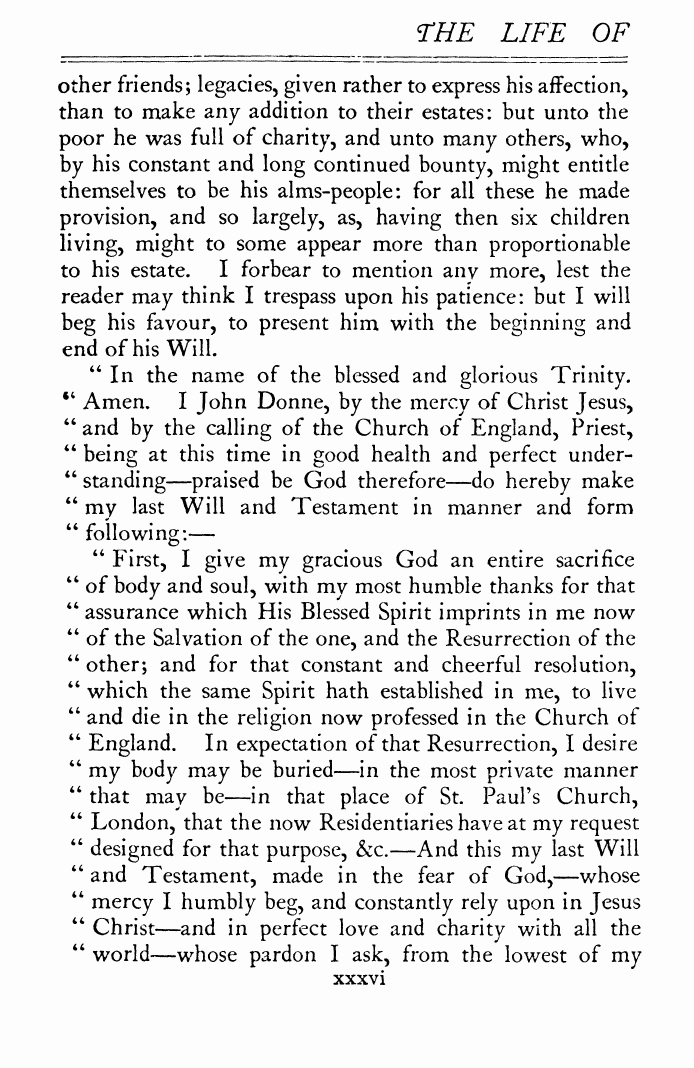 THE LIFE OF
other friends; legacies, given rather to express his affection,
than to make any addition to their estates: but unto the
poor he was full of charity, and unto many others, who,
by his constant and long continued bounty, might entitle
themselves to be his alms-people: for all these he made
provision, and so largely, as, having then six children
living, might to some appear more than proportionable
to his estate. I forbear to mention any more, lest the
reader may think I trespass upon his patience: but I will
beg his favour, to present him with the beginning and
end of his Will.
“ In the name of the blessed and glorious Trinity.
“ Amen. I John Donne, by the mercy of Christ Jesus,
“ and by the calling of the Church of England, Priest,
“ being at this time in good health and perfect under-
“ standing—praised be God therefore—do hereby make
“ my last Will and Testament in manner and form
“ following:—
“ First, I give my gracious God an entire sacrifice
“ of body and soul, with my most humble thanks for that
“ assurance which His Blessed Spirit imprints in me now
“ of the Salvation of the one, and the Resurrection of the
“ other; and for that constant and cheerful resolution,
“ which the same Spirit hath established in me, to live
“ and die in the religion now professed in the Church of
“ England. In expectation of that Resurrection, I desire
“ my body may be buried—in the most private manner
“ that may be—in that place of St. Paul's Church,
“ London, that the now Residentiaries have at my request
“ designed for that purpose, &c.—And this my last Will
“ and Testament, made in the fear of God,—whose
“ mercy I humbly beg, and constantly rely upon in Jesus
“ Christ—and in perfect love and charity with all the
“ world—whose pardon I ask, from the lowest of my
xxxvi